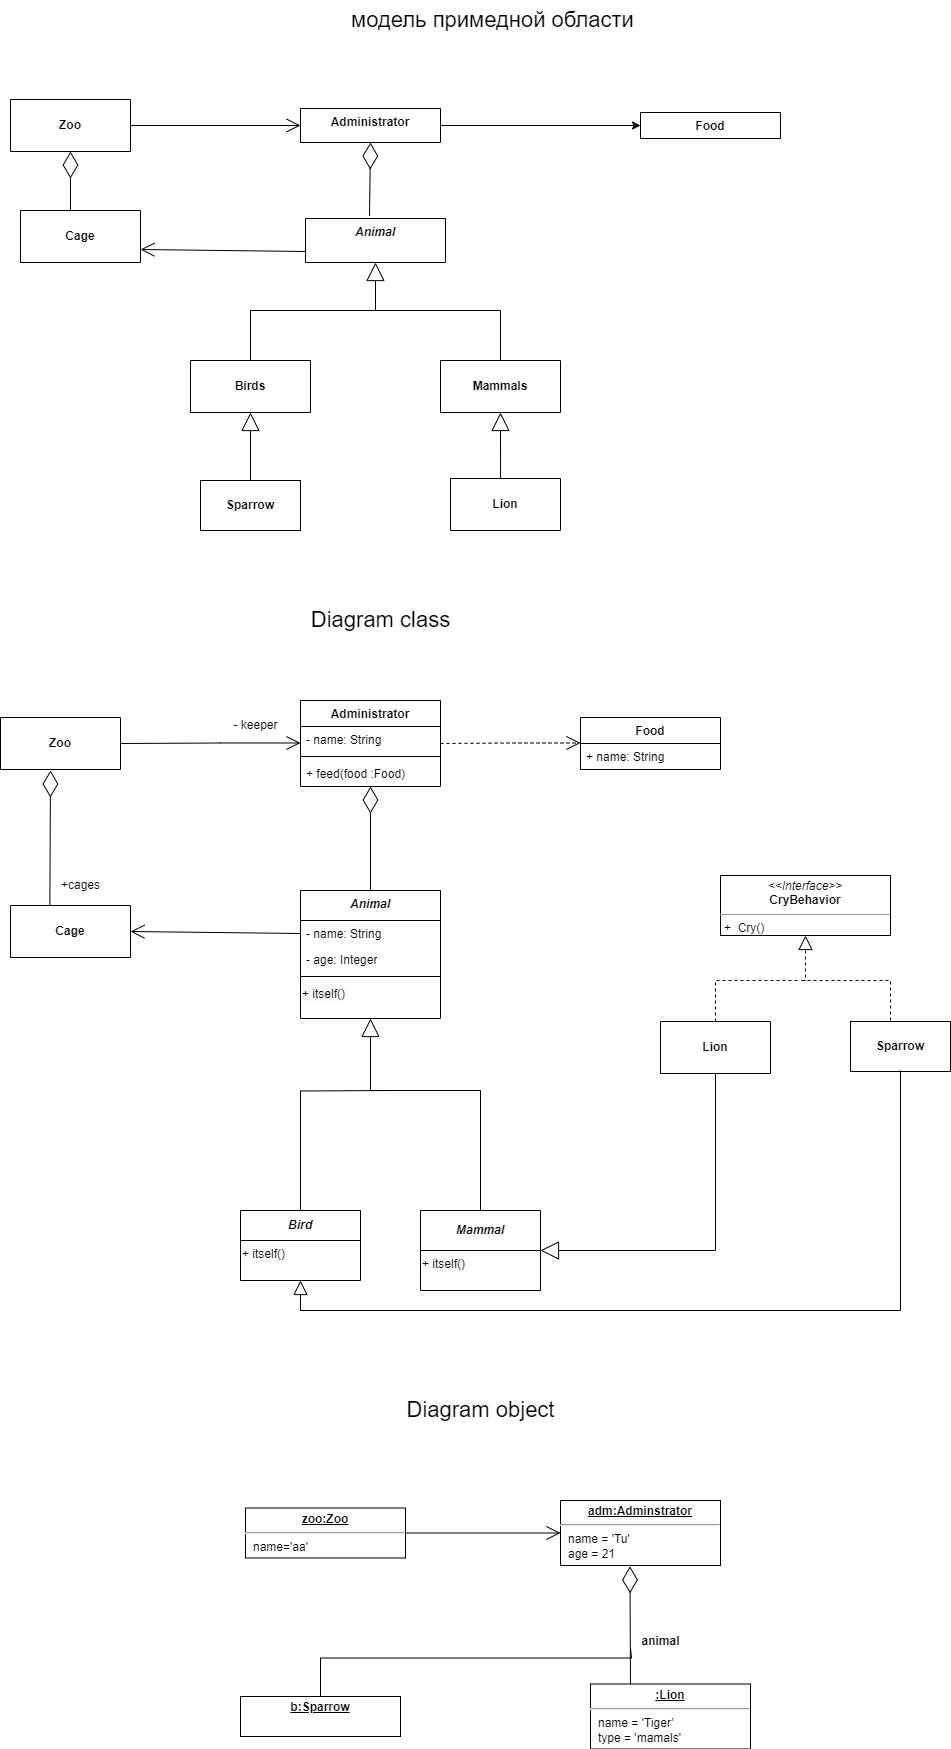 модель примедной области
Zoo
Administrator
Food
Cage
Animal
Birds
Mammals
Sparrow
Lion
Diagram class
Zoo
- keeper
Administrator
- name: String
+ feed(food :Food)
Food
+ name: String
+cages
Cage
Animal
- name: String
- age: Integer
+ itself()
<<Interface>>
CryBehavior
+ Cry()
Lion
Sparrow
Bird
+ itself()
Mammal
+ itself()
Diagram object
zoo:Zoo
name='aa'
adm:Adminstrator
name = 'Tu'
age = 21
animal
b:Sparrow
:Lion
name = 'Tiger'
type = 'mamals'